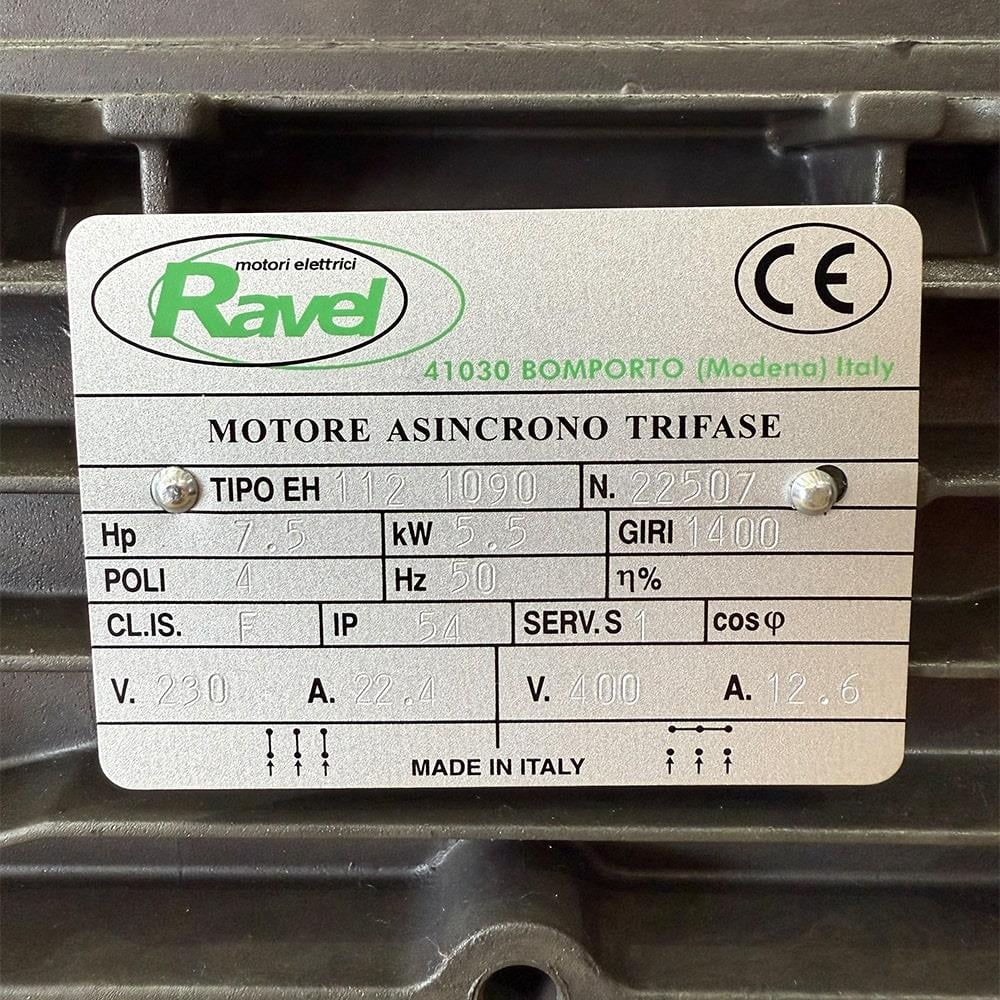 motori elettrici
Ravel
CE
41030 BOMPORTO (Modena) Italy
MOTORE ASINCRONO TRIFASE
TIPO EH 112 1090 N. 22507
Hp 7.5 kW 5.5 GIRI 1400
POLI 4 Hz 50 η%
CL.IS. F IP 54 SERV. S 1 cos φ
V. 230 A. 22.4 V. 400 A. 12.6
MADE IN ITALY